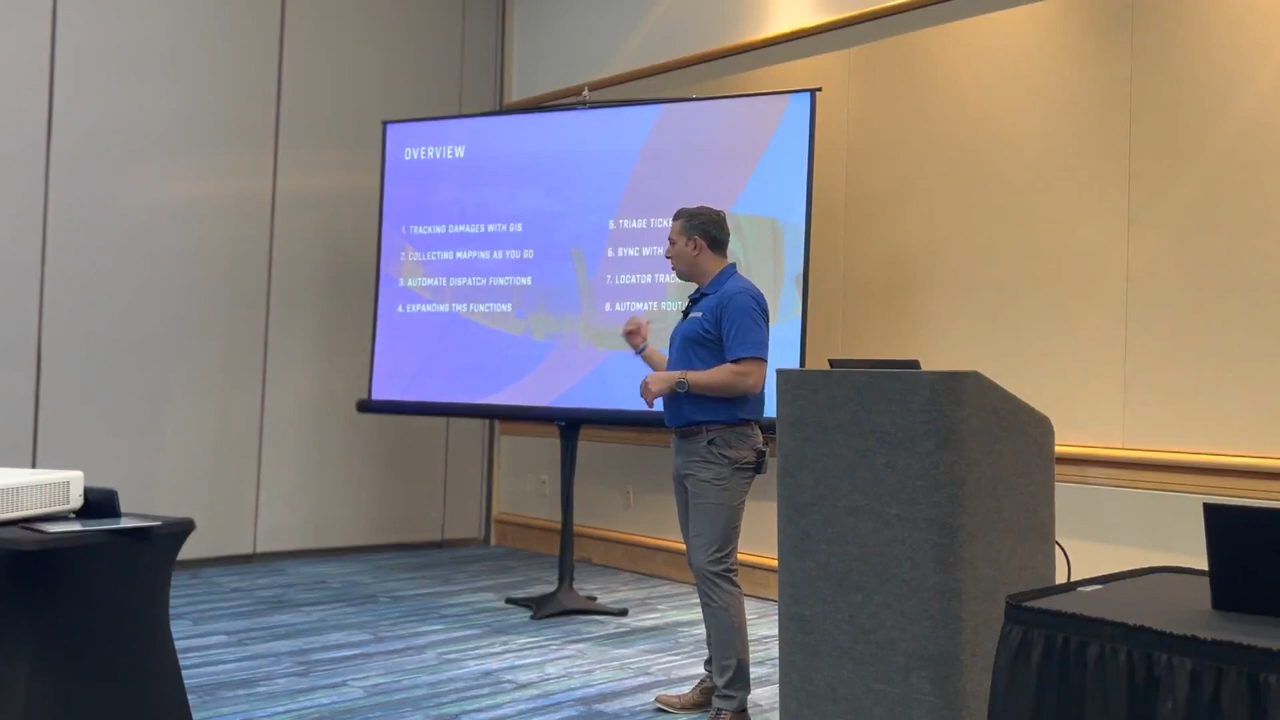 OVERVIEW
1. TRACKING DAMAGES WITH GIS
2. COLLECTING MAPPING AS YOU GO
3. AUTOMATE DISPATCH FUNCTIONS
4. EXPANDING TMS FUNCTIONS
5. TRIAGE
6. SYNC WITH
7. LOCATOR
8. AUTOMATE